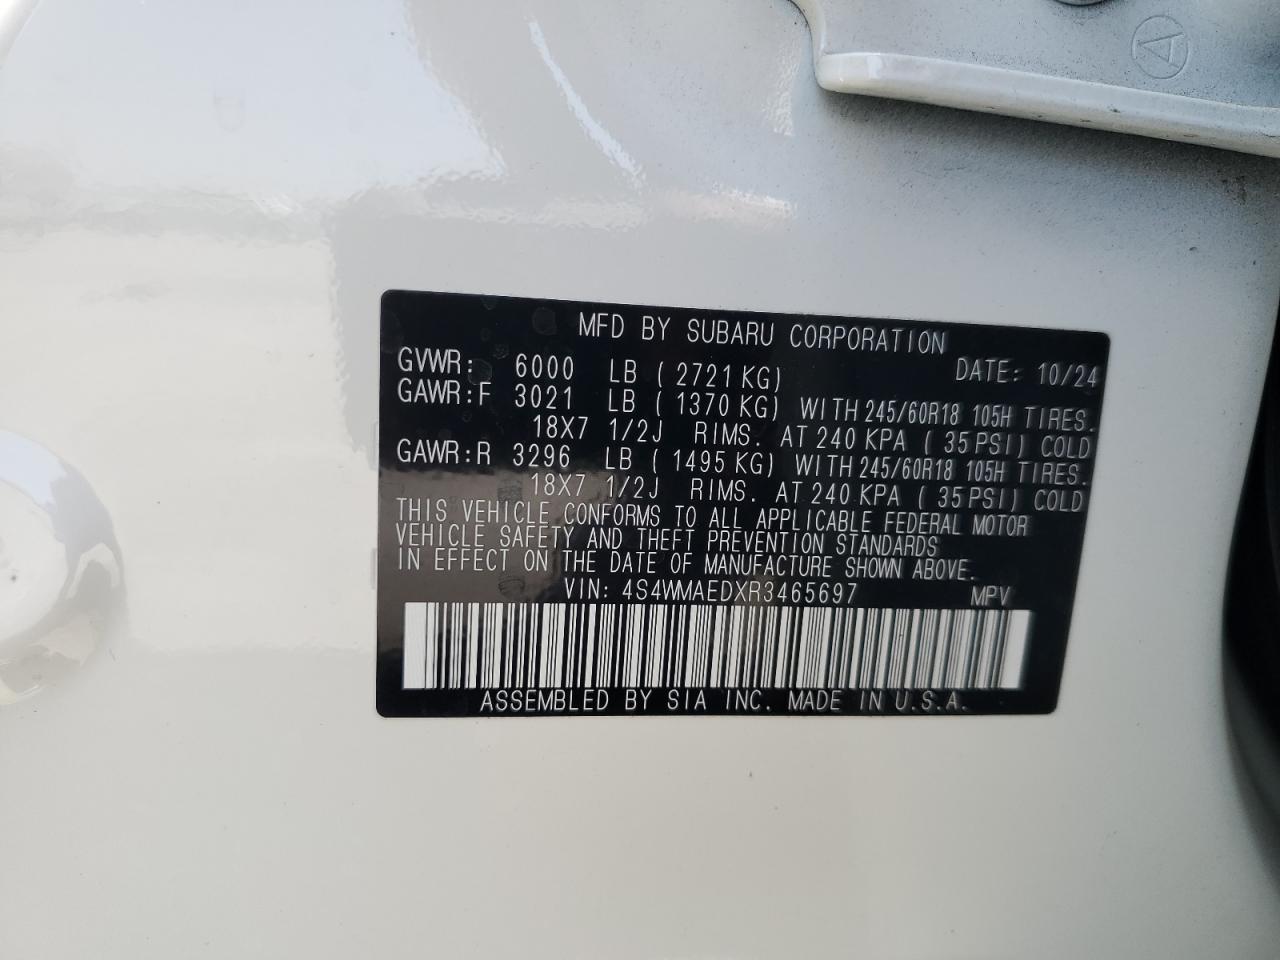 MFD BY SUBARU CORPORATION
GVWR: 6000 LB ( 2721 KG) DATE: 10/24
GAWR:F 3021 LB ( 1370 KG) WITH 245/60R18 105H TIRES.
18X7 1/2J RIMS. AT 240 KPA ( 35 PSI) COLD
GAWR:R 3296 LB ( 1495 KG) WITH 245/60R18 105H TIRES.
18X7 1/2J RIMS. AT 240 KPA ( 35 PSI) COLD
THIS VEHICLE CONFORMS TO ALL APPLICABLE FEDERAL MOTOR
VEHICLE SAFETY AND THEFT PREVENTION STANDARDS
IN EFFECT ON THE DATE OF MANUFACTURE SHOWN ABOVE.
VIN: 4S4WMAEDXR3465697 MPV
ASSEMBLED BY SIA INC. MADE IN U.S.A.
A